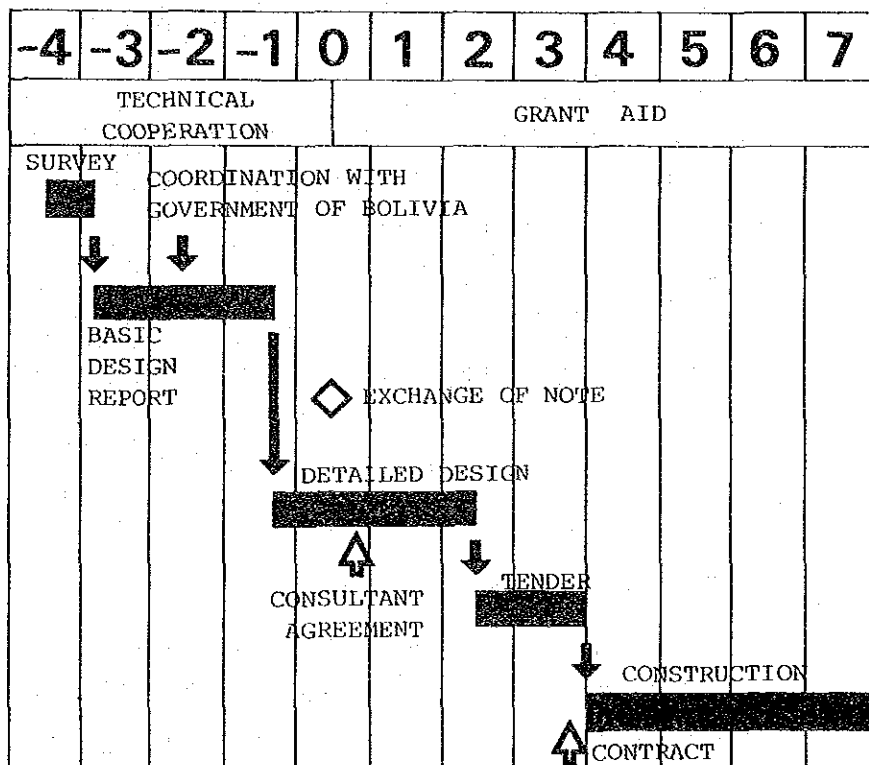 -4 -3 -2 -1 0 1 2 3 4 5 6 7
TECHNICAL
COOPERATION
GRANT AID
SURVEY
COORDINATION WITH
GOVERNMENT OF BOLIVIA
BASIC
DESIGN
REPORT
EXCHANGE OF NOTE
DETAILED DESIGN
CONSULTANT
AGREEMENT
TENDER
CONSTRUCTION
CONTRACT